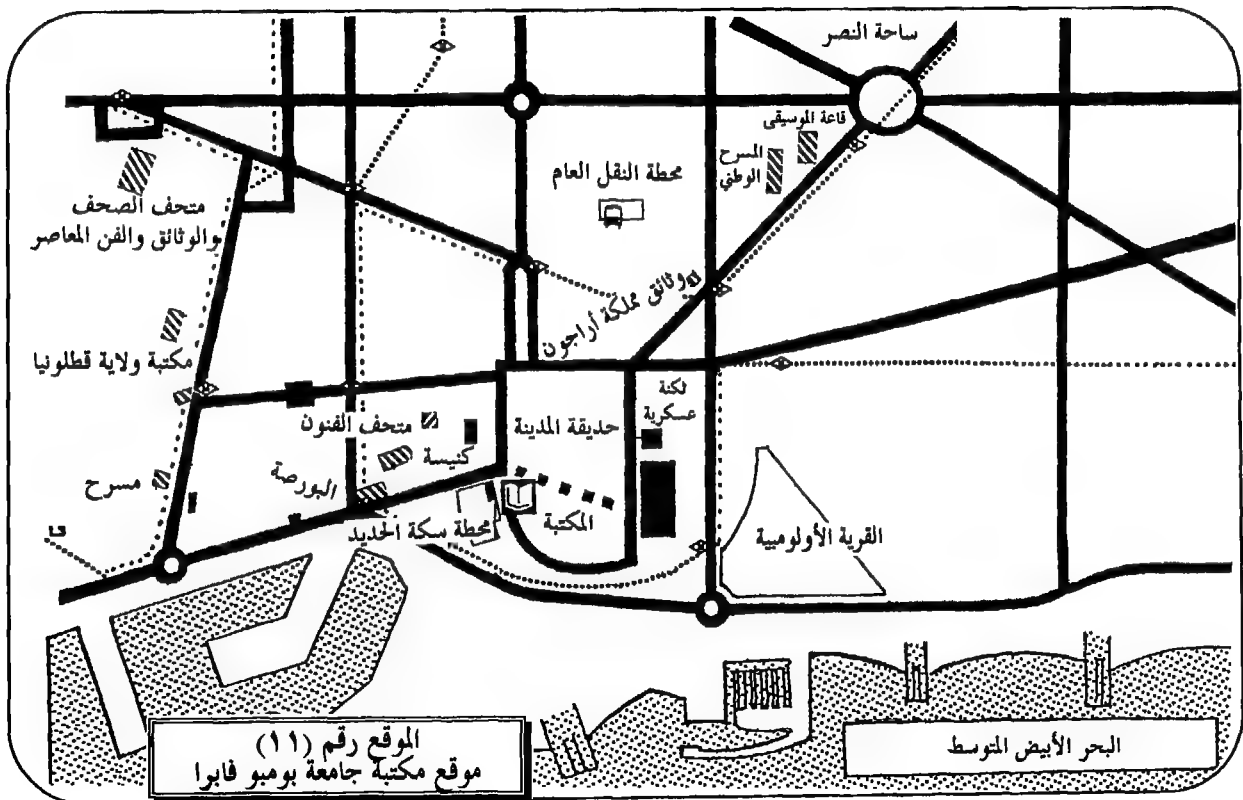 ساحة النصر
قاعة الموسيقى
المسرح
الوطني
محطة النقل العام
متحف الصحف
والوثائق والفن المعاصر
وثائق مملكة أراجون
مكتبة ولاية قطلونيا
ثكنة
عسكرية
حديقة المدينة
متحف الفنون
كنيسة
البورصة
مسرح
المكتبة
محطة سكة الحديد
القرية الأولومبية
L3
البحر الأبيض المتوسط
الموقع رقم (١١)
موقع مكتبة جامعة بومبو فابرا